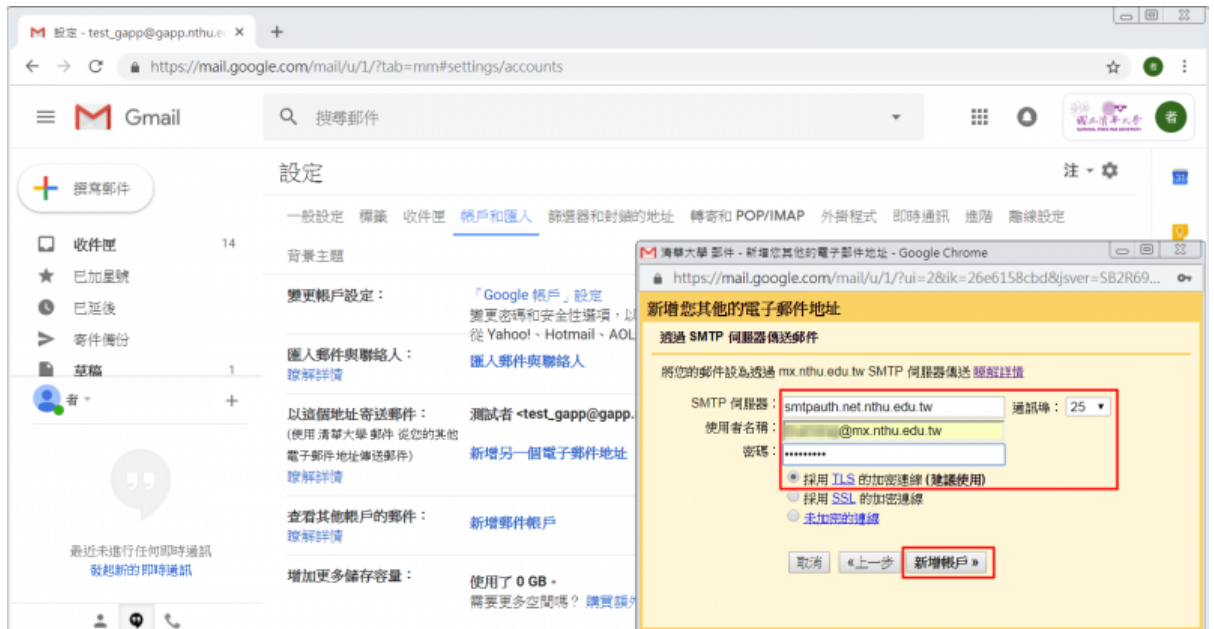 設定 - test_gapp@gapp.nthu.e
https://mail.google.com/mail/u/1/?tab=mm#settings/accounts
者
Gmail
搜尋郵件
國立清華大學
NATIONAL TSING HUA UNIVERSITY
者
撰寫郵件
收件匣 14
已加星號
已延後
寄件備份
草稿 1
者
最近未進行任何即時通訊
發起新的即時通訊
設定
注
31
一般設定 標籤 收件匣 帳戶和匯入 篩選器和封鎖的地址 轉寄和 POP/IMAP 外掛程式 即時通訊 進階 離線設定
背景主題
變更帳戶設定：
「Google 帳戶」設定
變更密碼和安全性選項，以
從 Yahoo!、Hotmail、AOL
匯入郵件與聯絡人：
瞭解詳情
匯入郵件與聯絡人
以這個地址寄送郵件：
(使用 清華大學 郵件 從您的其他
電子郵件地址傳送郵件)
瞭解詳情
測試者 <test_gapp@gapp.
新增另一個電子郵件地址
查看其他帳戶的郵件：
瞭解詳情
新增郵件帳戶
增加更多儲存容量：
使用了 0 GB。
需要更多空間嗎？ 購買額外
清華大學 郵件 - 新增您其他的電子郵件地址 - Google Chrome
https://mail.google.com/mail/u/1/?ui=2&ik=26e6158cbd&jsver=SB2R69...
新增您其他的電子郵件地址
透過 SMTP 伺服器傳送郵件
將您的郵件設為透過 mx.nthu.edu.tw SMTP 伺服器傳送 瞭解詳情
SMTP 伺服器： smtpauth.net.nthu.edu.tw 通訊埠： 25
使用者名稱： @mx.nthu.edu.tw
密碼： •••••••••
採用 TLS 的加密連線 (建議使用)
採用 SSL 的加密連線
未加密的連線
取消 «上一步 新增帳戶 »